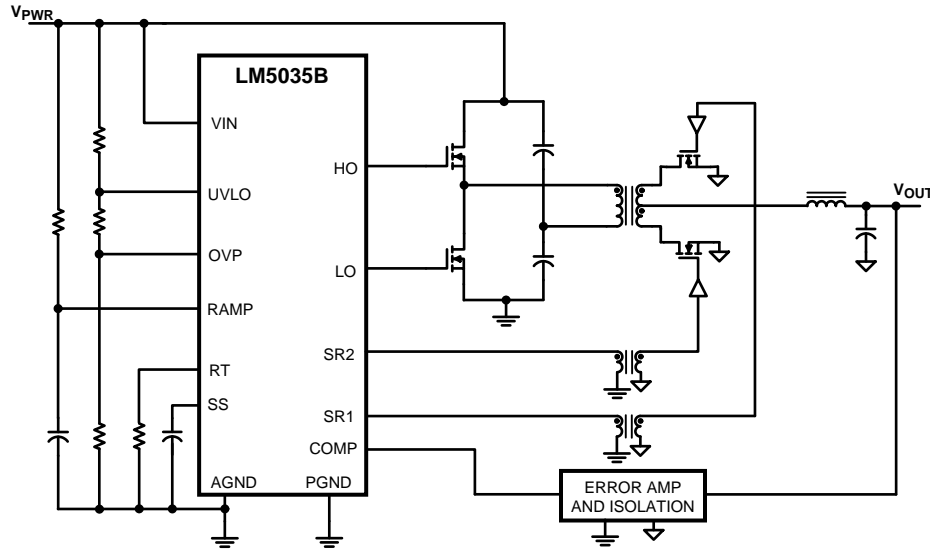 VPWR
LM5035B
VIN
HO
UVLO
VOUT
OVP
LO
RAMP
SR2
RT
SS
SR1
COMP
AGND
PGND
ERROR AMP
AND ISOLATION